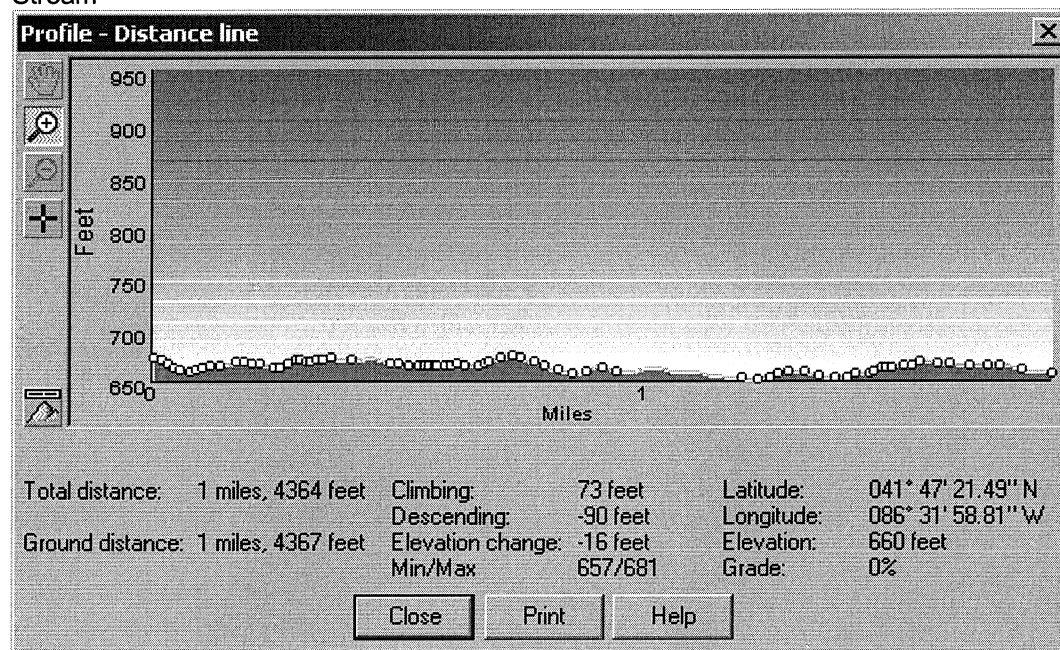 Stream
Profile - Distance line
950
900
850
800
750
700
650
Feet
0
1
Miles
Total distance: 1 miles, 4364 feet
Ground distance: 1 miles, 4367 feet
Climbing: 73 feet
Descending: -90 feet
Elevation change: -16 feet
Min/Max 657/681
Latitude: 041° 47' 21.49" N
Longitude: 086° 31' 58.81" W
Elevation: 660 feet
Grade: 0%
Close
Print
Help